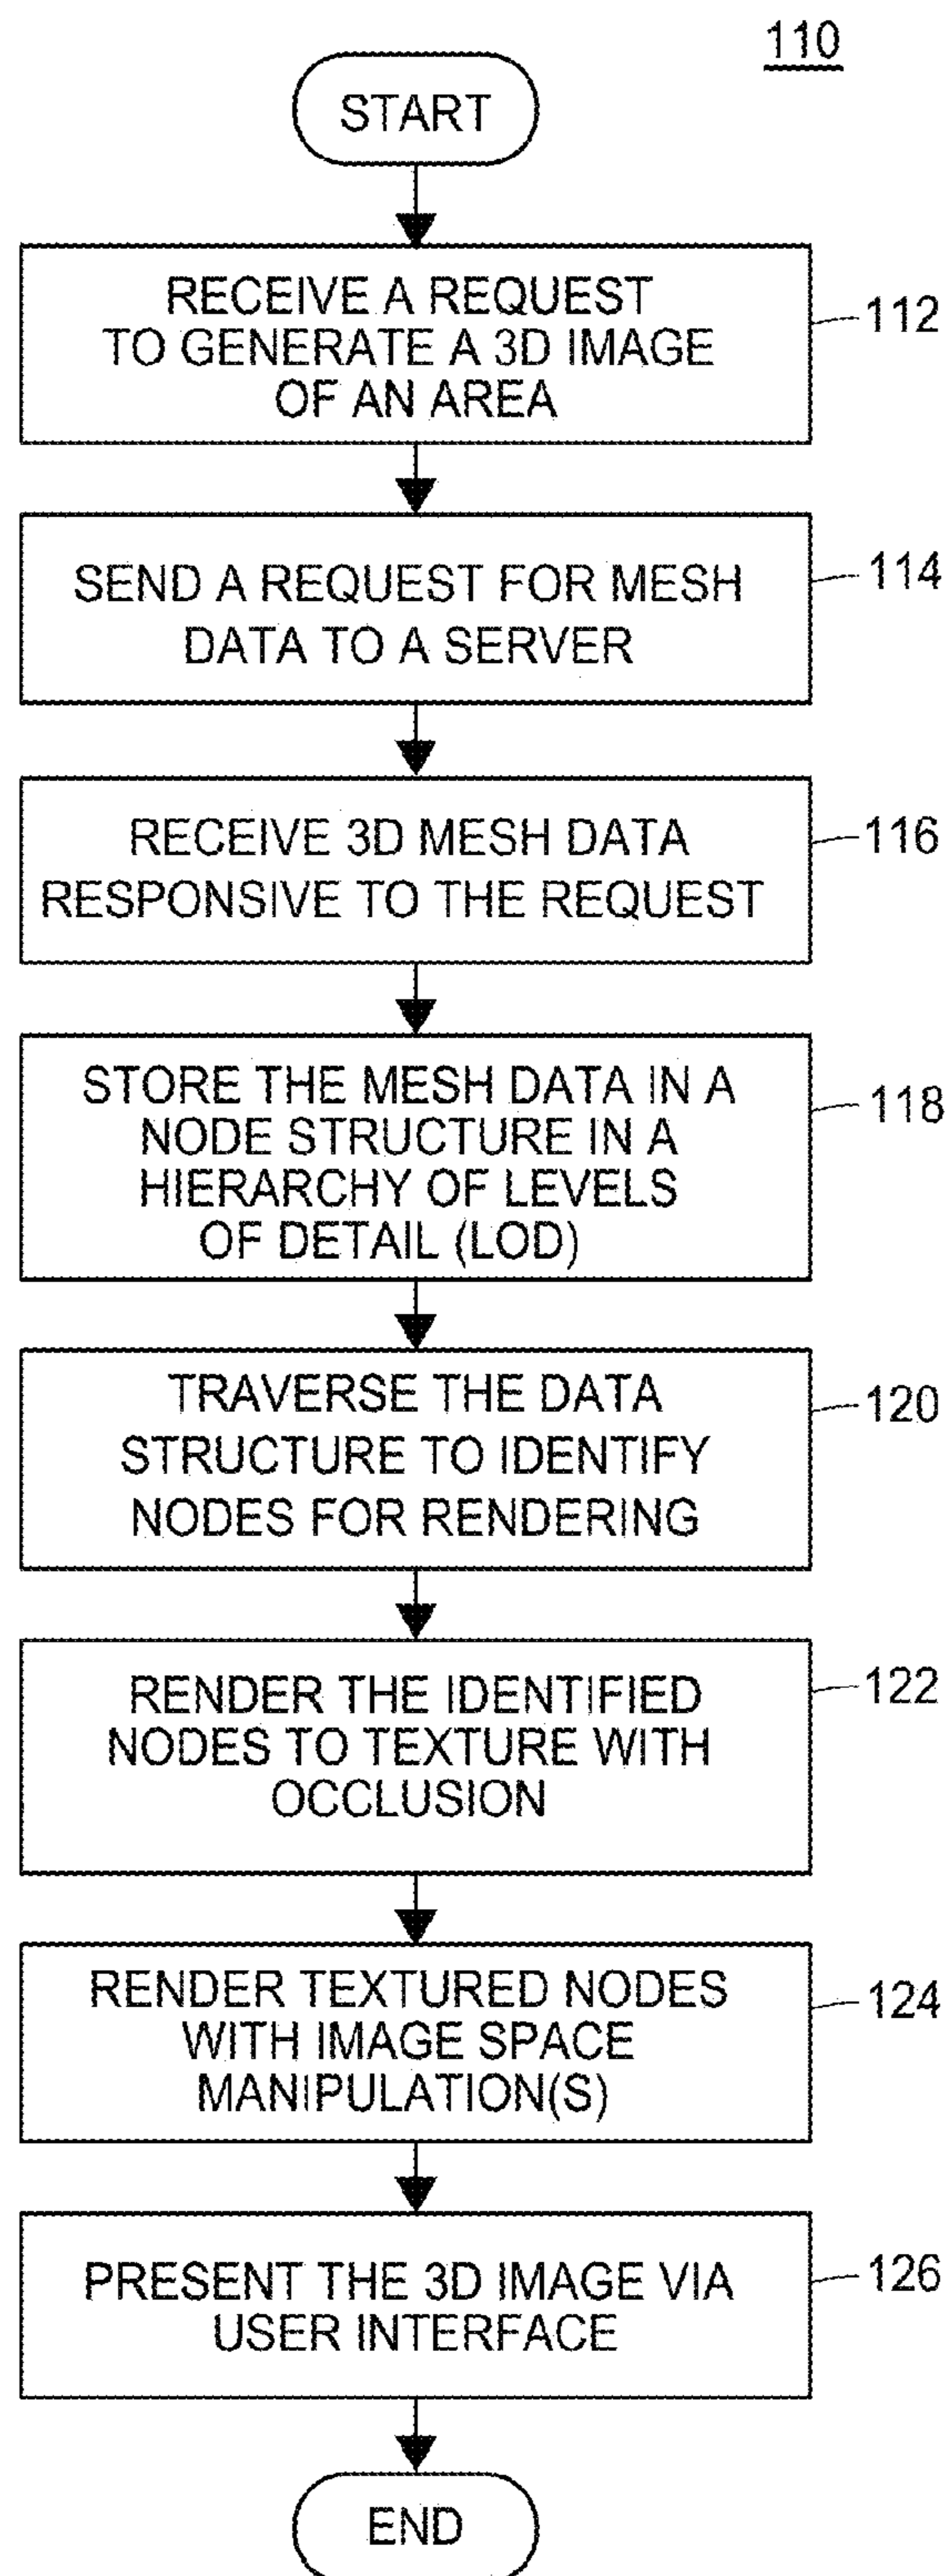 110
START
RECEIVE A REQUEST
TO GENERATE A 3D IMAGE
OF AN AREA
112
SEND A REQUEST FOR MESH
DATA TO A SERVER
114
RECEIVE 3D MESH DATA
RESPONSIVE TO THE REQUEST
116
STORE THE MESH DATA IN A
NODE STRUCTURE IN A
HIERARCHY OF LEVELS
OF DETAIL (LOD)
118
TRAVERSE THE DATA
STRUCTURE TO IDENTIFY
NODES FOR RENDERING
120
RENDER THE IDENTIFIED
NODES TO TEXTURE WITH
OCCLUSION
122
RENDER TEXTURED NODES
WITH IMAGE SPACE
MANIPULATION(S)
124
PRESENT THE 3D IMAGE VIA
USER INTERFACE
126
END